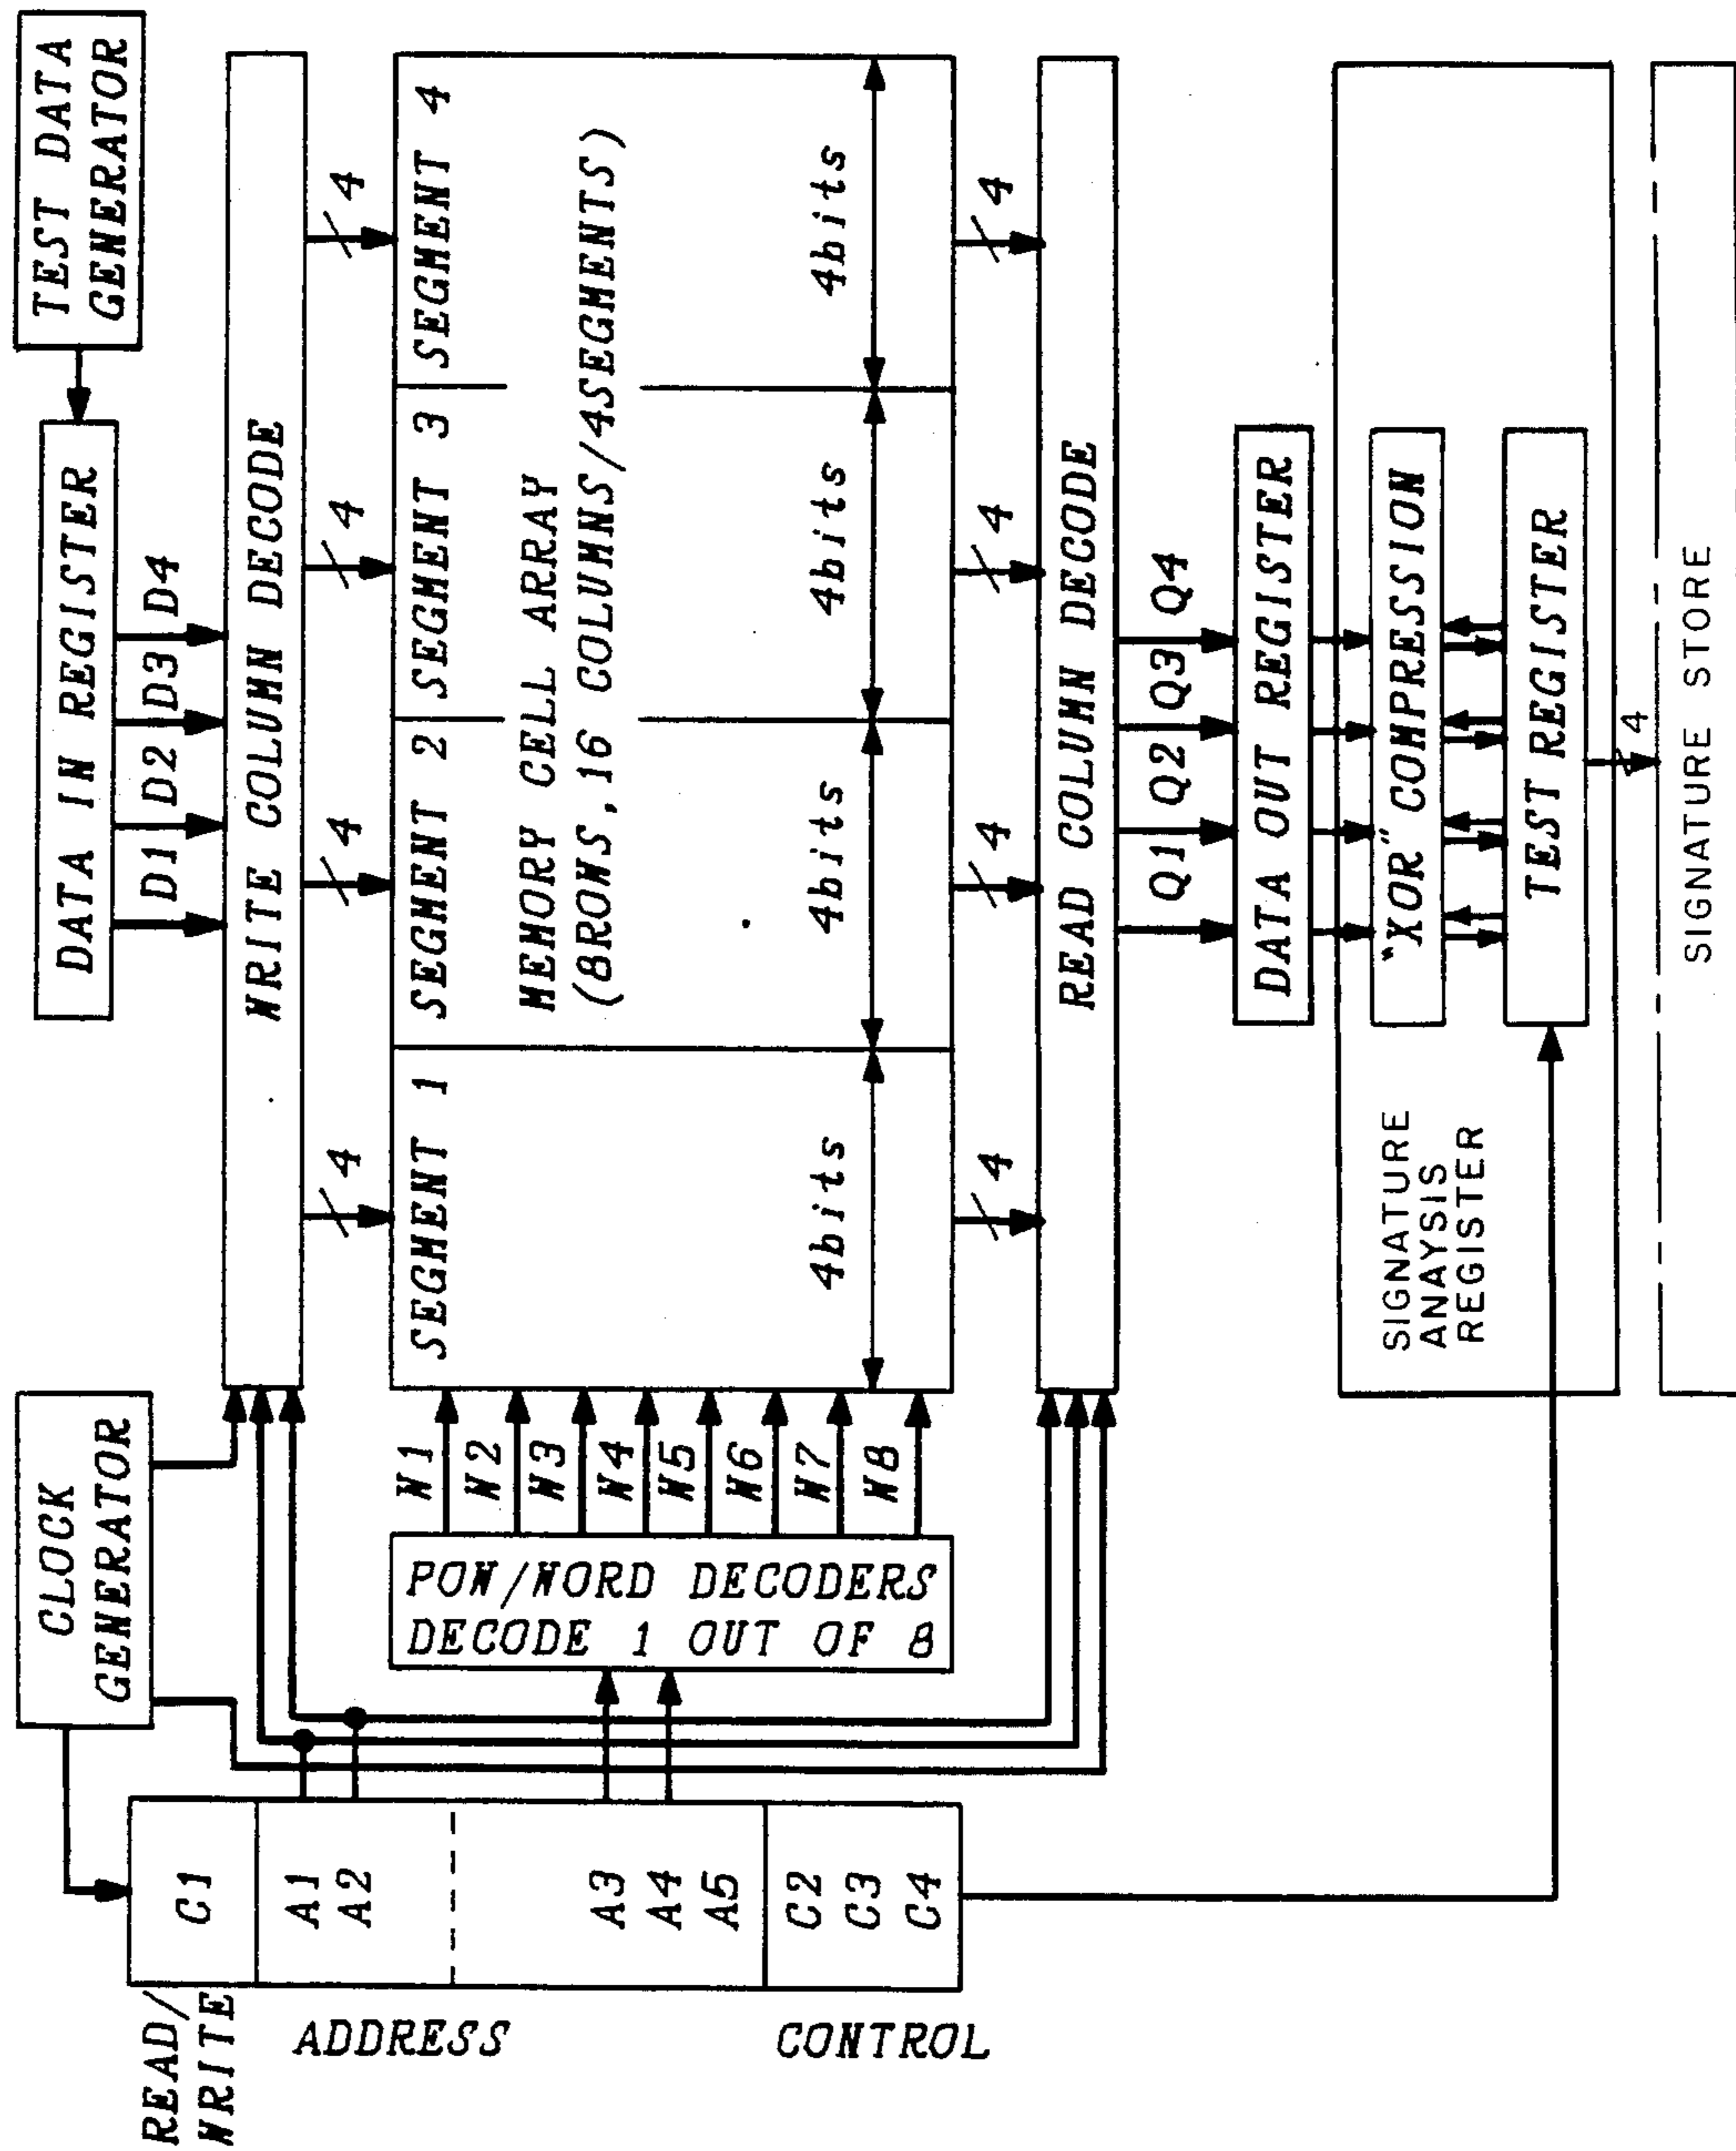 READ/
WRITE
C1
ADDRESS
A1
A2
A3
A4
A5
CONTROL
C2
C3
C4
CLOCK
GENERATOR
POW/WORD DECODERS
DECODE 1 OUT OF 8
W1
W2
W3
W4
W5
W6
W7
W8
TEST DATA
GENERATOR
DATA IN REGISTER
D1 D2 D3 D4
WRITE COLUMN DECODE
4 4 4 4
SEGMENT 1 SEGMENT 2 SEGMENT 3 SEGMENT 4
MEMORY CELL ARRAY
(8ROWS,16 COLUMNS/4SEGMENTS)
4bits 4bits 4bits 4bits
4 4 4 4
READ COLUMN DECODE
Q1 Q2 Q3 Q4
DATA OUT REGISTER
SIGNATURE
ANAYSIS
REGISTER
"XOR" COMPRESSION
TEST REGISTER
4
SIGNATURE STORE